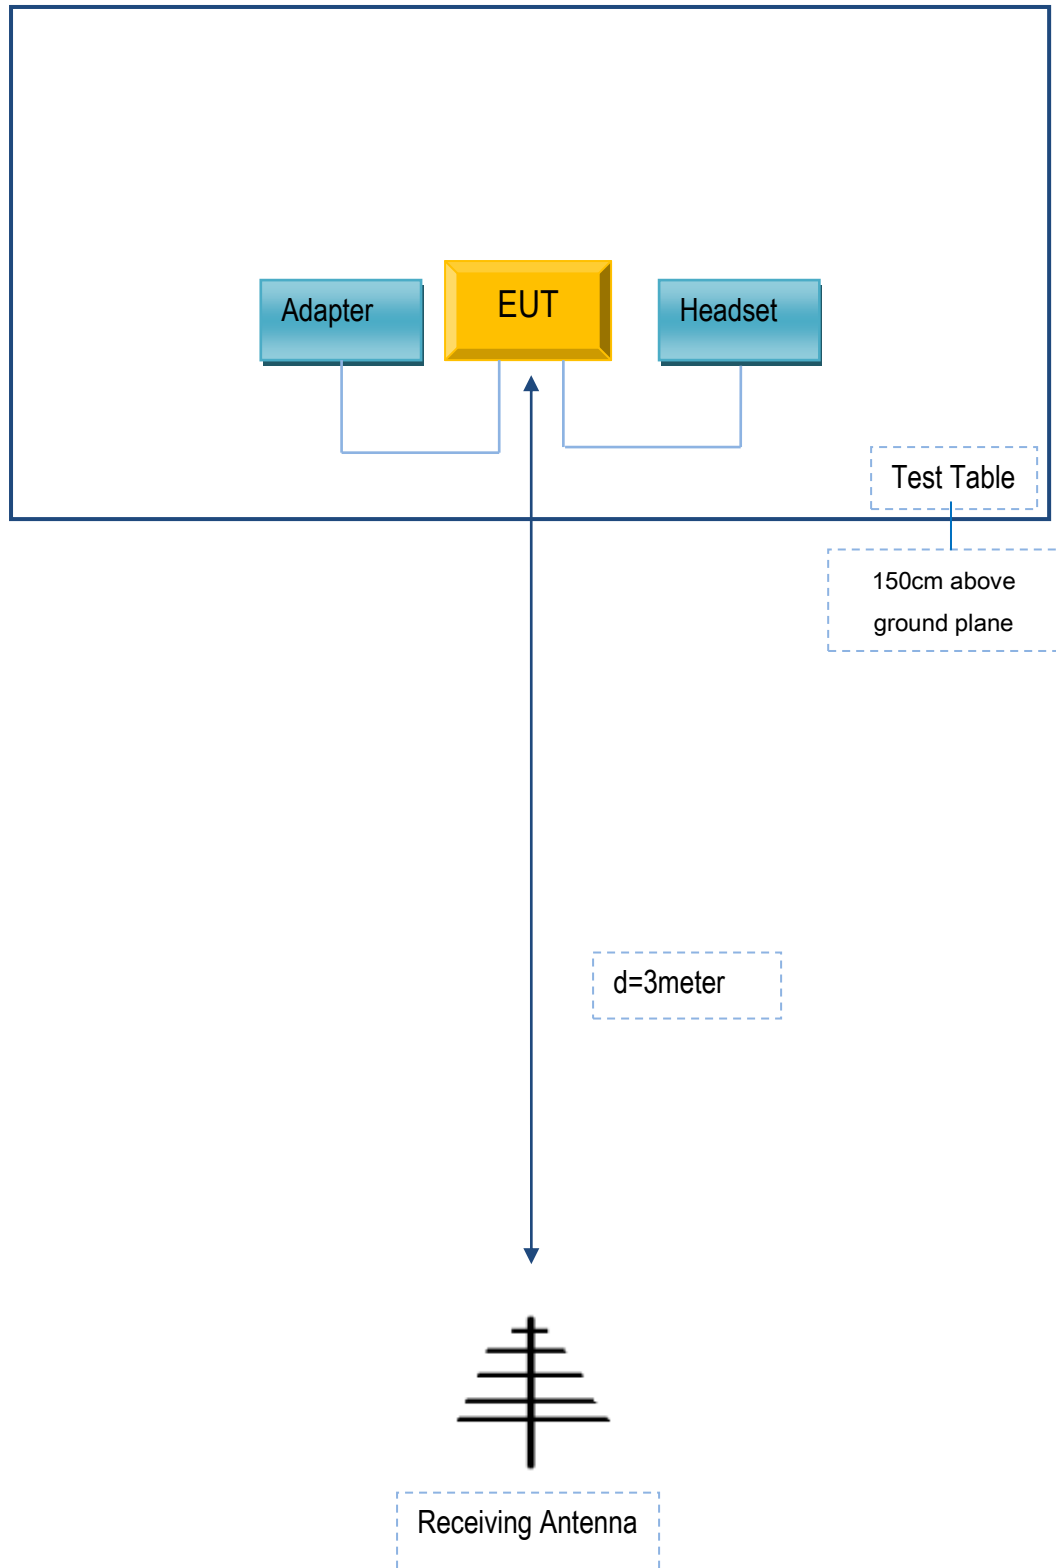 Adapter
EUT
Headset
Test Table
150cm above
ground plane
d=3meter
Receiving Antenna